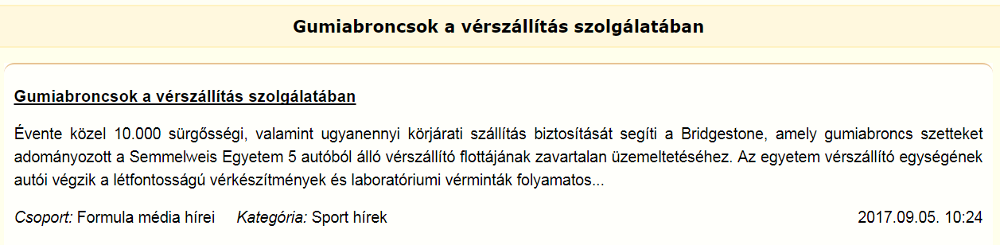 Gumiabroncsok a vérszállítás szolgálatában
Gumiabroncsok a vérszállítás szolgálatában
Évente közel 10.000 sürgősségi, valamint ugyanennyi körjárati szállítás biztosítását segíti a Bridgestone, amely gumiabroncs szetteket
adományozott a Semmelweis Egyetem 5 autóból álló vérszállító flottájának zavartalan üzemeltetéséhez. Az egyetem vérszállító egységének
autói végzik a létfontosságú vérkészítmények és laboratóriumi vérminták folyamatos...
Csoport: Formula média hírei Kategória: Sport hírek 2017.09.05. 10:24